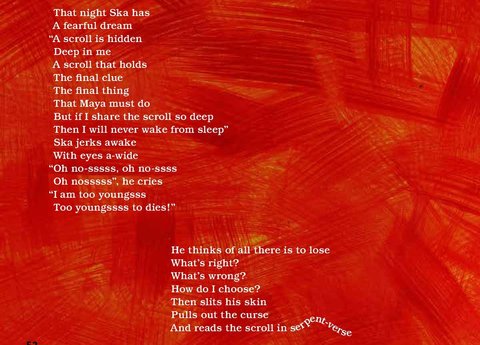 That night Ska has
A fearful dream
“A scroll is hidden
Deep in me
A scroll that holds
The final clue
The final thing
That Maya must do
But if I share the scroll so deep
Then I will never wake from sleep”
Ska jerks awake
With eyes a-wide
“Oh no-sssss, oh no-ssss
Oh nosssss”, he cries
“I am too youngsss
Too youngssss to dies!”
He thinks of all there is to lose
What’s right?
What’s wrong?
How do I choose?
Then slits his skin
Pulls out the curse
And reads the scroll in serpent-verse